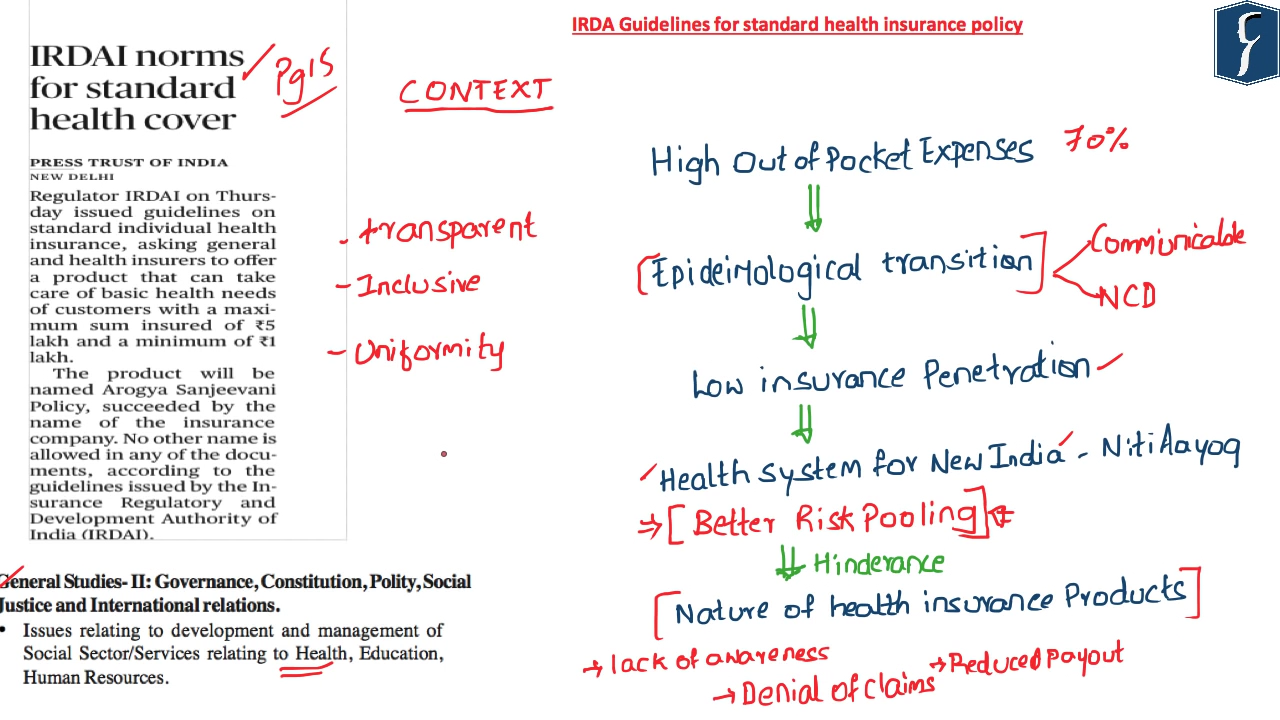 IRDA Guidelines for standard health insurance policy
IRDAI norms
for standard
health cover
Pg15
PRESS TRUST OF INDIA
NEW DELHI
Regulator IRDAI on Thurs-
day issued guidelines on
standard individual health
insurance, asking general
and health insurers to offer
a product that can take
care of basic health needs
of customers with a maxi-
mum sum insured of ₹5
lakh and a minimum of ₹1
lakh.
The product will be
named Arogya Sanjeevani
Policy, succeeded by the
name of the insurance
company. No other name is
allowed in any of the docu-
ments, according to the
guidelines issued by the In-
surance Regulatory and
Development Authority of
India (IRDAI).
General Studies- II: Governance, Constitution, Polity, Social
Justice and International relations.
• Issues relating to development and management of
Social Sector/Services relating to Health, Education,
Human Resources.
CONTEXT
- transparent
- Inclusive
- Uniformity
High Out of Pocket Expenses 70%
[Epideimological transition]
Communicable
NCD
Low insurance Penetration
Health System for New India - Niti Aayog
⇒ [Better Risk Pooling]
Hinderance
[Nature of health insurance Products]
→ lack of awareness
→ Reduced Payout
→ Denial of Claims